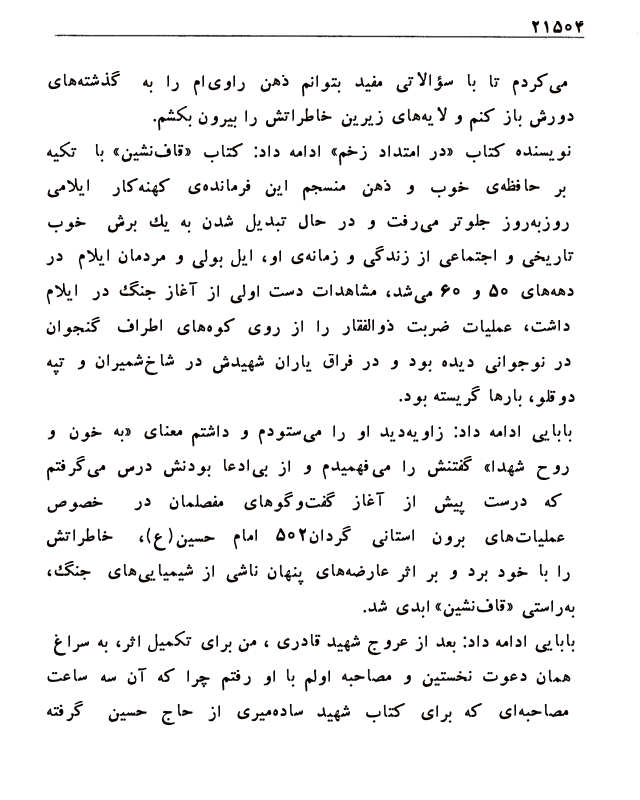 ۲۱۵۰۴
می‌کردم تا با سؤالاتی مفید بتوانم ذهن راوی‌ام را به گذشته‌های
دورش باز کنم و لایه‌های زیرین خاطراتش را بیرون بکشم.
نویسنده کتاب «در امتداد زخم» ادامه داد: کتاب «قاف‌نشین» با تکیه
بر حافظه‌ی خوب و ذهن منسجم این فرمانده‌ی کهنه‌کار ایلامی
روزبه‌روز جلوتر می‌رفت و در حال تبدیل شدن به یك برش خوب
تاریخی و اجتماعی از زندگی و زمانه‌ی او، ایل بولی و مردمان ایلام در
دهه‌های ۵۰ و ۶۰ می‌شد، مشاهدات دست اولی از آغاز جنگ در ایلام
داشت، عملیات ضربت ذوالفقار را از روی کوه‌های اطراف گنجوان
در نوجوانی دیده بود و در فراق یاران شهیدش در شاخ‌شمیران و تپه
دوقلو، بارها گریسته بود.
بابایی ادامه داد: زاویه‌دید او را می‌ستودم و داشتم معنای «به خون و
روح شهدا» گفتنش را می‌فهمیدم و از بی‌ادعا بودنش درس می‌گرفتم
که درست پیش از آغاز گفت‌وگوهای مفصلمان در خصوص
عملیات‌های برون استانی گردان۵۰۲ امام حسین(ع)، خاطراتش
را با خود برد و بر اثر عارضه‌های پنهان ناشی از شیمیایی‌های جنگ،
به‌راستی «قاف‌نشین» ابدی شد.
بابایی ادامه داد: بعد از عروج شهید قادری ، من برای تکمیل اثر، به سراغ
همان دعوت نخستین و مصاحبه اولم با او رفتم چرا که آن سه ساعت
مصاحبه‌ای که برای کتاب شهید ساده‌میری از حاج حسین گرفته